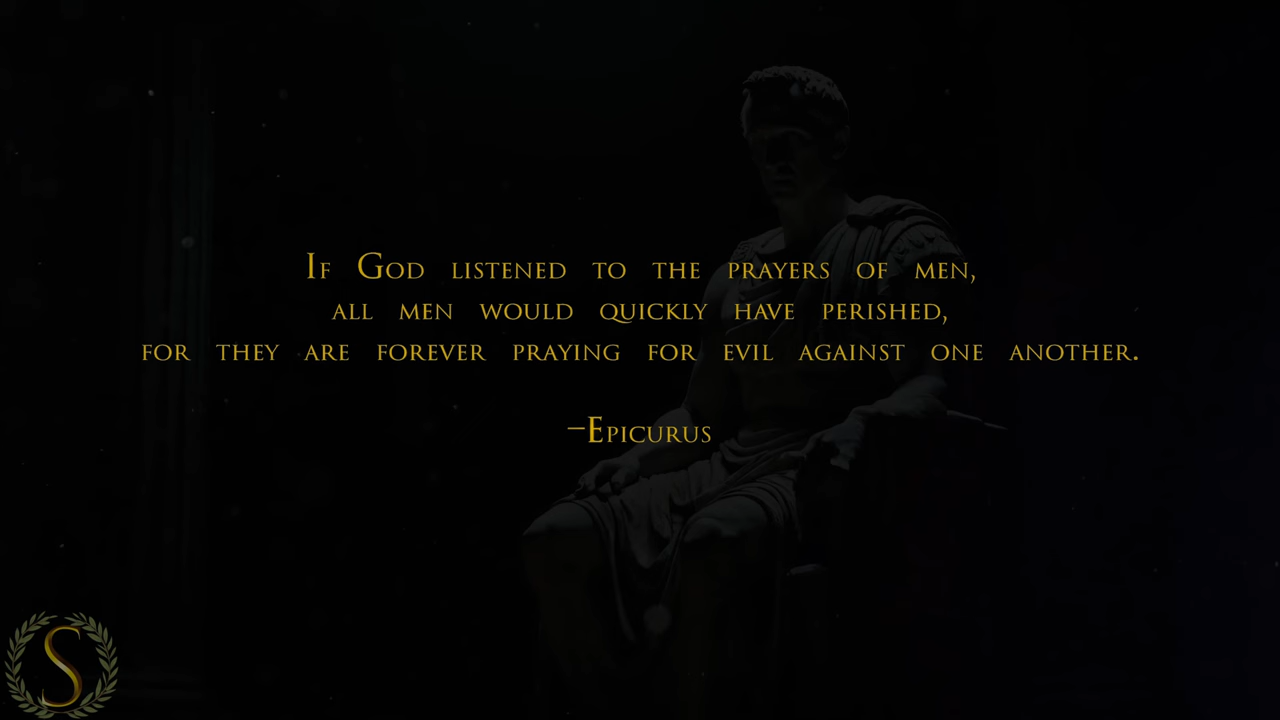 If God listened to the prayers of men,
all men would quickly have perished,
for they are forever praying for evil against one another.
–Epicurus
S